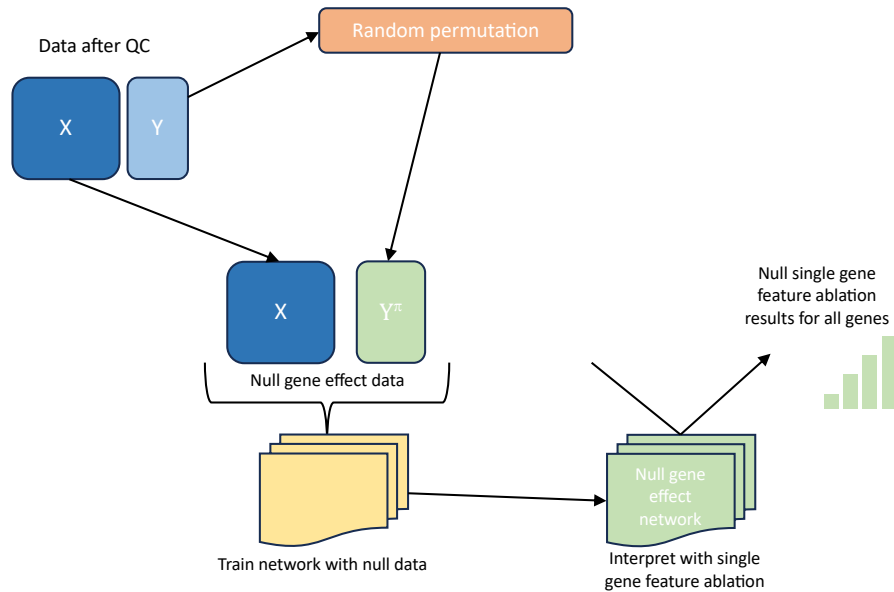 Random permutation
Data after QC
X
Y
X
Y^π
Null gene effect data
Null single gene
feature ablation
results for all genes
Null gene
effect
network
Train network with null data
Interpret with single
gene feature ablation